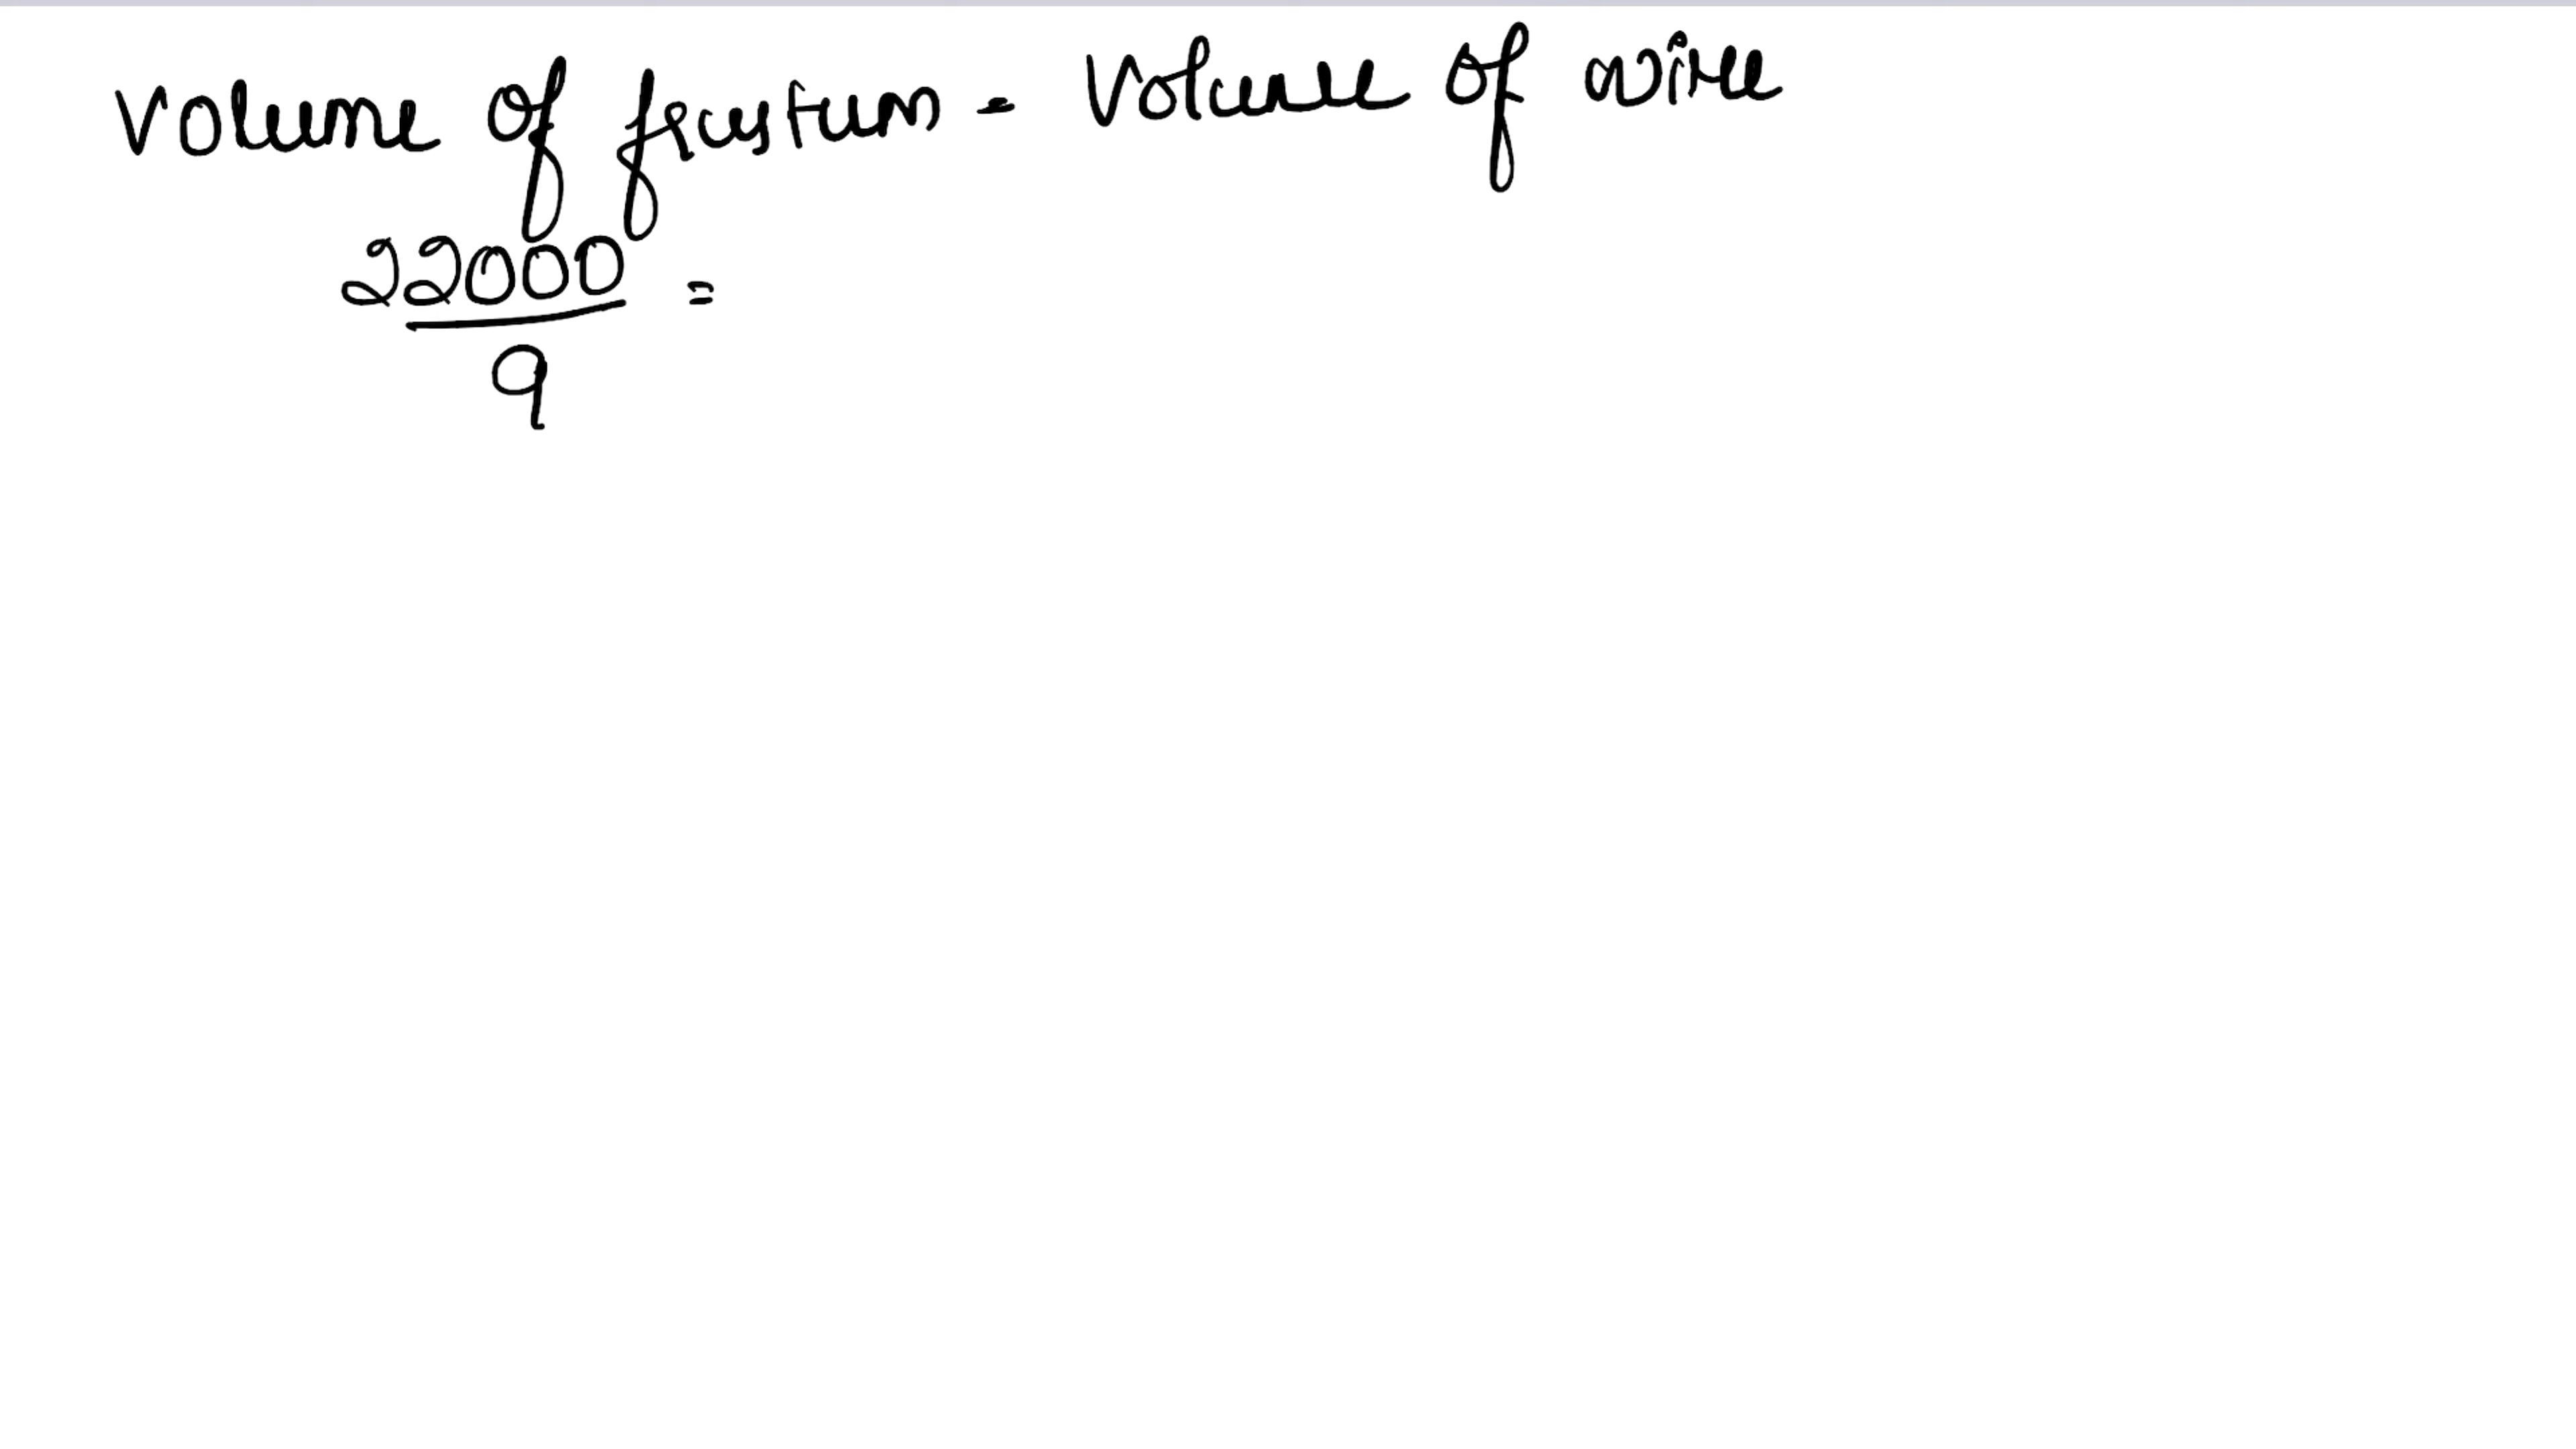 Volume of frustum = Volume of wire
22000 =
9